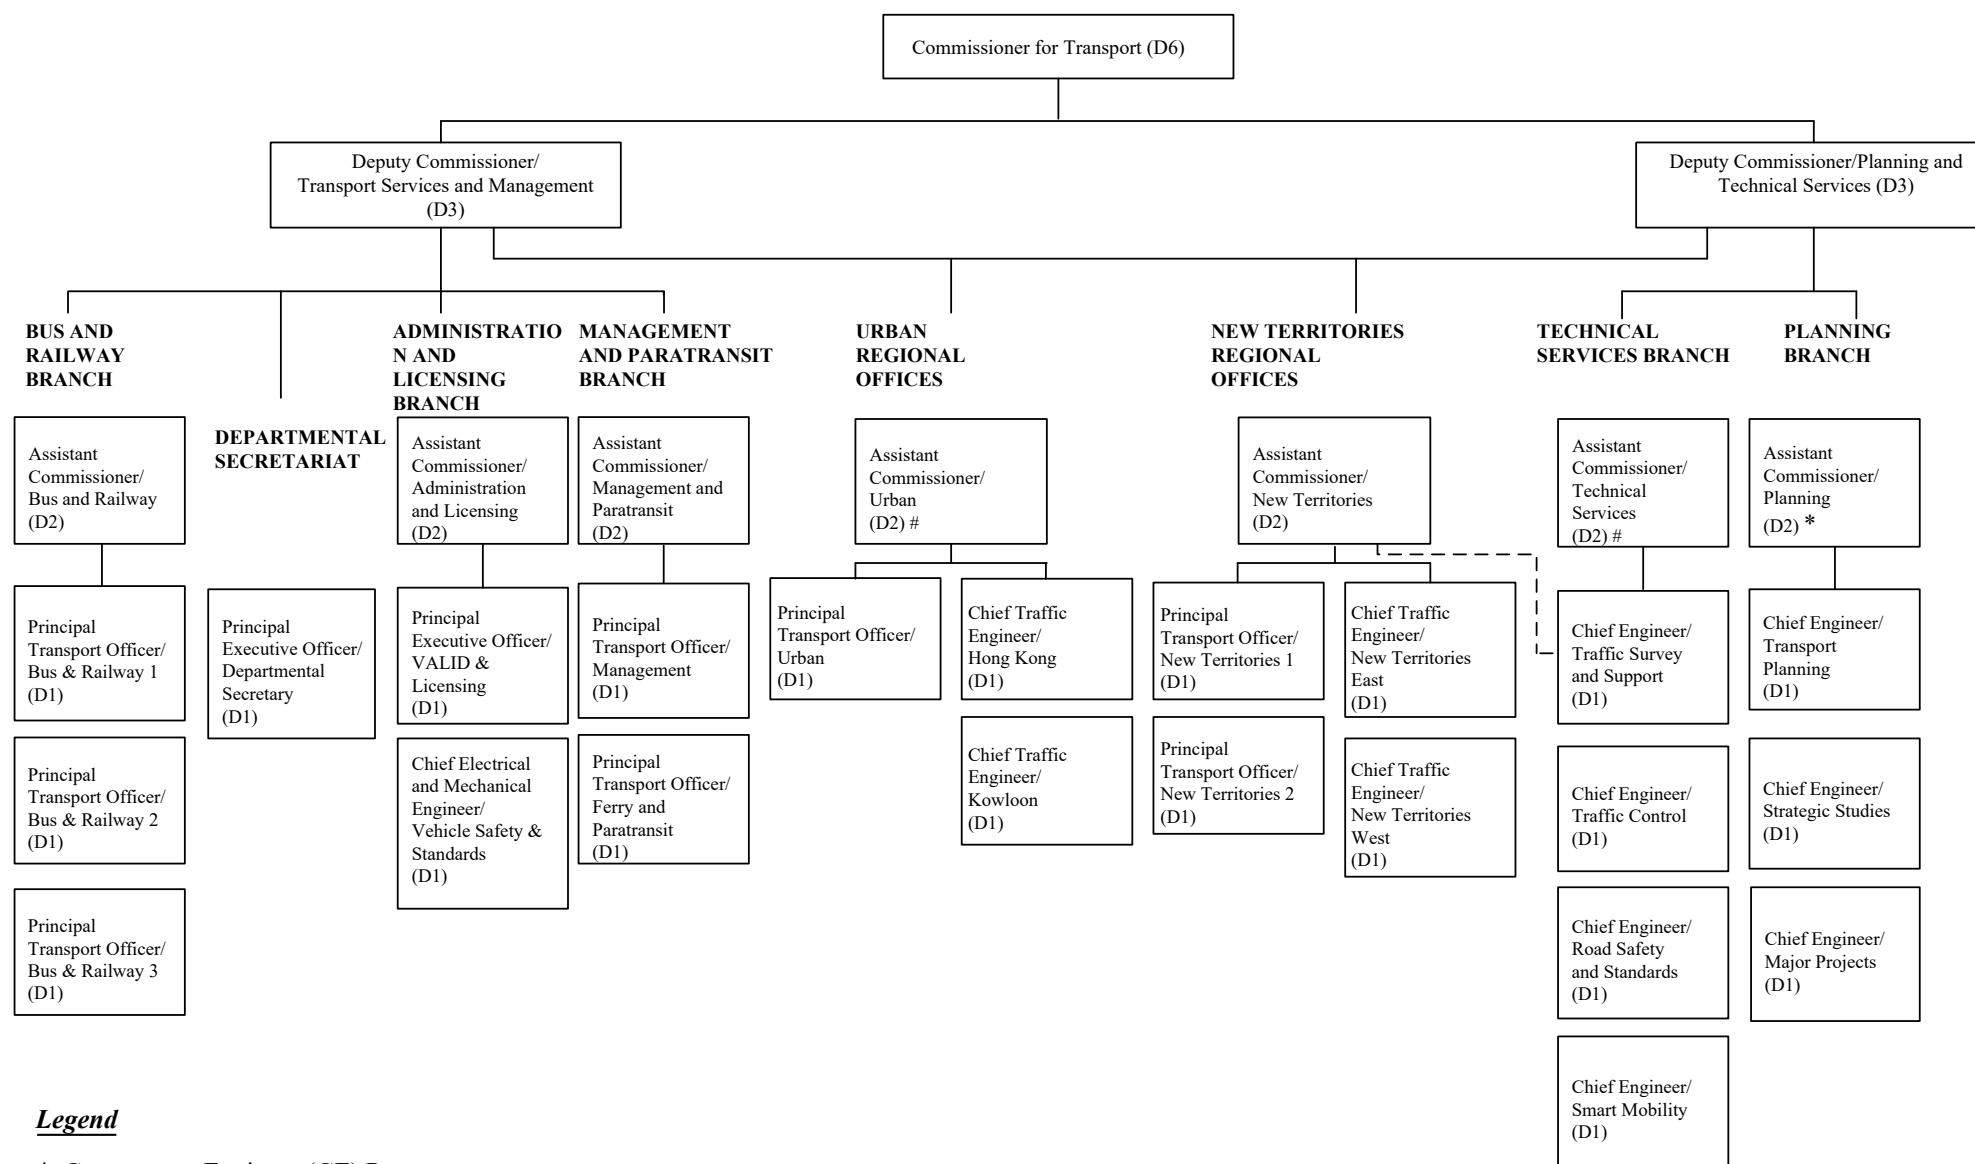 Commissioner for Transport (D6)
Deputy Commissioner/
Transport Services and Management
(D3)
Deputy Commissioner/Planning and
Technical Services (D3)
BUS AND
RAILWAY
BRANCH
DEPARTMENTAL
SECRETARIAT
ADMINISTRATIO
N AND
LICENSING
BRANCH
MANAGEMENT
AND PARATRANSIT
BRANCH
URBAN
REGIONAL
OFFICES
NEW TERRITORIES
REGIONAL
OFFICES
TECHNICAL
SERVICES BRANCH
PLANNING
BRANCH
Assistant
Commissioner/
Bus and Railway
(D2)
Assistant
Commissioner/
Administration
and Licensing
(D2)
Assistant
Commissioner/
Management and
Paratransit
(D2)
Assistant
Commissioner/
Urban
(D2) #
Assistant
Commissioner/
New Territories
(D2)
Assistant
Commissioner/
Technical
Services
(D2) #
Assistant
Commissioner/
Planning
(D2) *
Principal
Transport Officer/
Bus & Railway 1
(D1)
Principal
Executive Officer/
Departmental
Secretary
(D1)
Principal
Executive Officer/
VALID &
Licensing
(D1)
Principal
Transport Officer/
Management
(D1)
Principal
Transport Officer/
Urban
(D1)
Chief Traffic
Engineer/
Hong Kong
(D1)
Principal
Transport Officer/
New Territories 1
(D1)
Chief Traffic
Engineer/
New Territories
East
(D1)
Chief Engineer/
Traffic Survey
and Support
(D1)
Chief Engineer/
Transport
Planning
(D1)
Principal
Transport Officer/
Bus & Railway 2
(D1)
Chief Electrical
and Mechanical
Engineer/
Vehicle Safety &
Standards
(D1)
Principal
Transport Officer/
Ferry and
Paratransit
(D1)
Chief Traffic
Engineer/
Kowloon
(D1)
Principal
Transport Officer/
New Territories 2
(D1)
Chief Traffic
Engineer/
New Territories
West
(D1)
Chief Engineer/
Traffic Control
(D1)
Chief Engineer/
Strategic Studies
(D1)
Principal
Transport Officer/
Bus & Railway 3
(D1)
Chief Engineer/
Road Safety
and Standards
(D1)
Chief Engineer/
Major Projects
(D1)
Chief Engineer/
Smart Mobility
(D1)
Legend